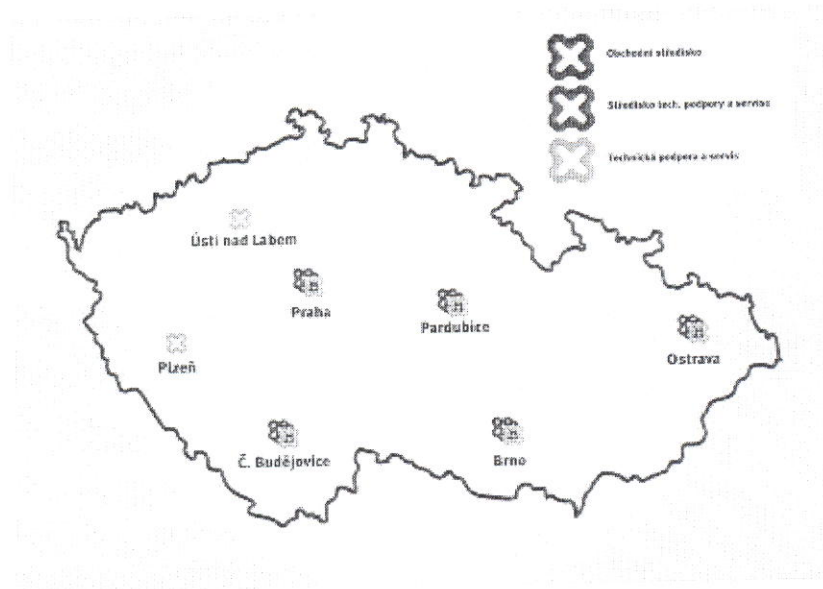 Obchodní středisko
Středisko tech. podpory a servisu
Technická podpora a servis
Ústí nad Labem
Praha
Pardubice
Ostrava
Plzeň
Č. Budějovice
Brno